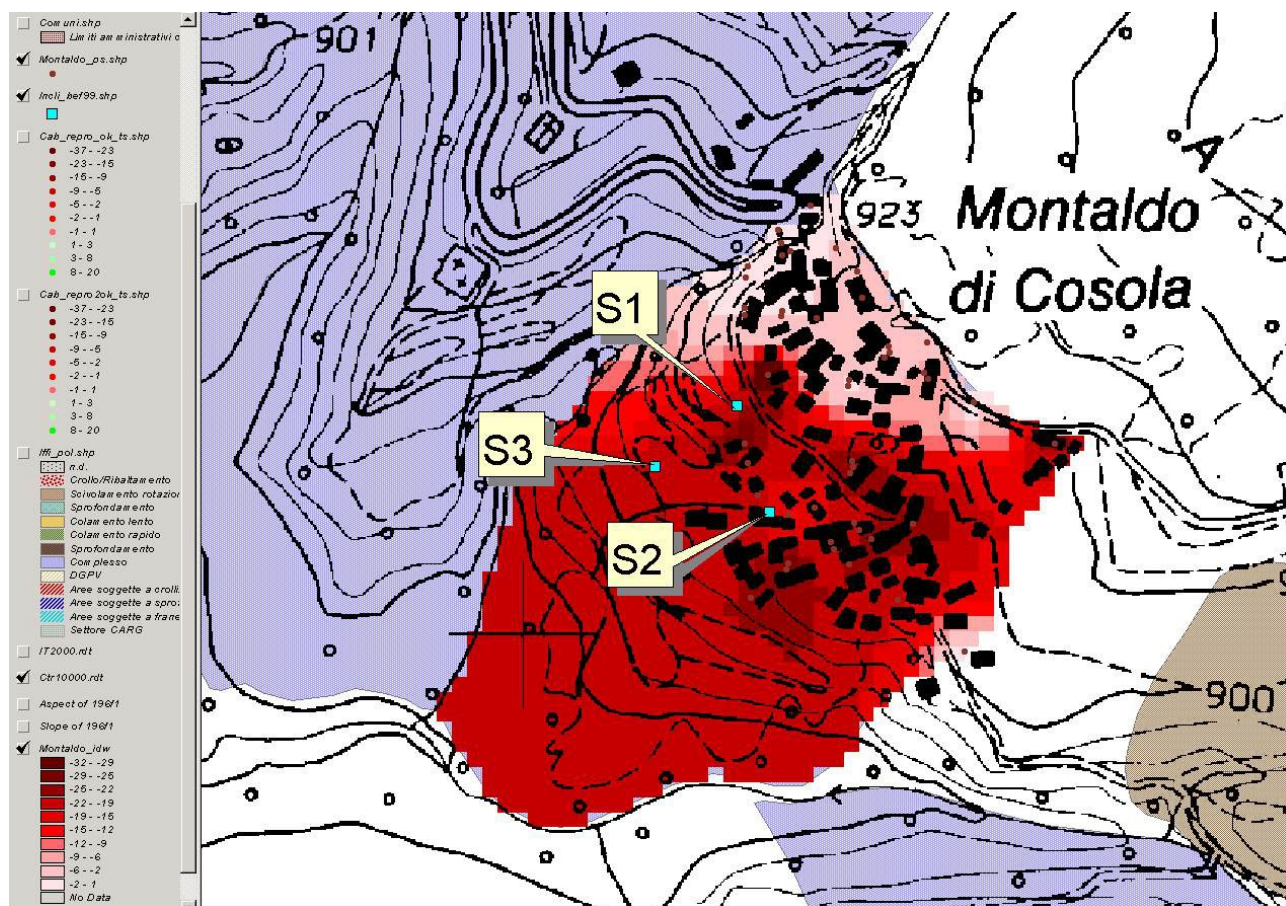 Comuni.shp
Limiti amministrativi c
Montaldo_ps.shp
Incli_bef99.shp
Cab_repro_ok_ts.shp
-37 - -23
-23 - -15
-15 - -9
-9 - -5
-5 - -2
-2 - -1
-1 - 1
1 - 3
3 - 8
8 - 20
Cab_repro2ok_ts.shp
-37 - -23
-23 - -15
-15 - -9
-9 - -5
-5 - -2
-2 - -1
-1 - 1
1 - 3
3 - 8
8 - 20
Iffi_pol.shp
n.d.
Crollo/Ribaltamento
Scivolamento rotazion
Sprofondamento
Colamento lento
Colamento rapido
Sprofondamento
Complesso
DGPV
Aree soggette a crolli
Aree soggette a spro
Aree soggette a frane
Settore CARG
IT2000.rdt
Ctr10000.rdt
Aspect of 196f1
Slope of 196f1
Montaldo_idw
-32 - -29
-29 - -25
-25 - -22
-22 - -19
-19 - -15
-15 - -12
-12 - -9
-9 - -6
-6 - -2
-2 - 1
No Data
901
A
923
Montaldo
di Cosola
S1
S3
S2
900